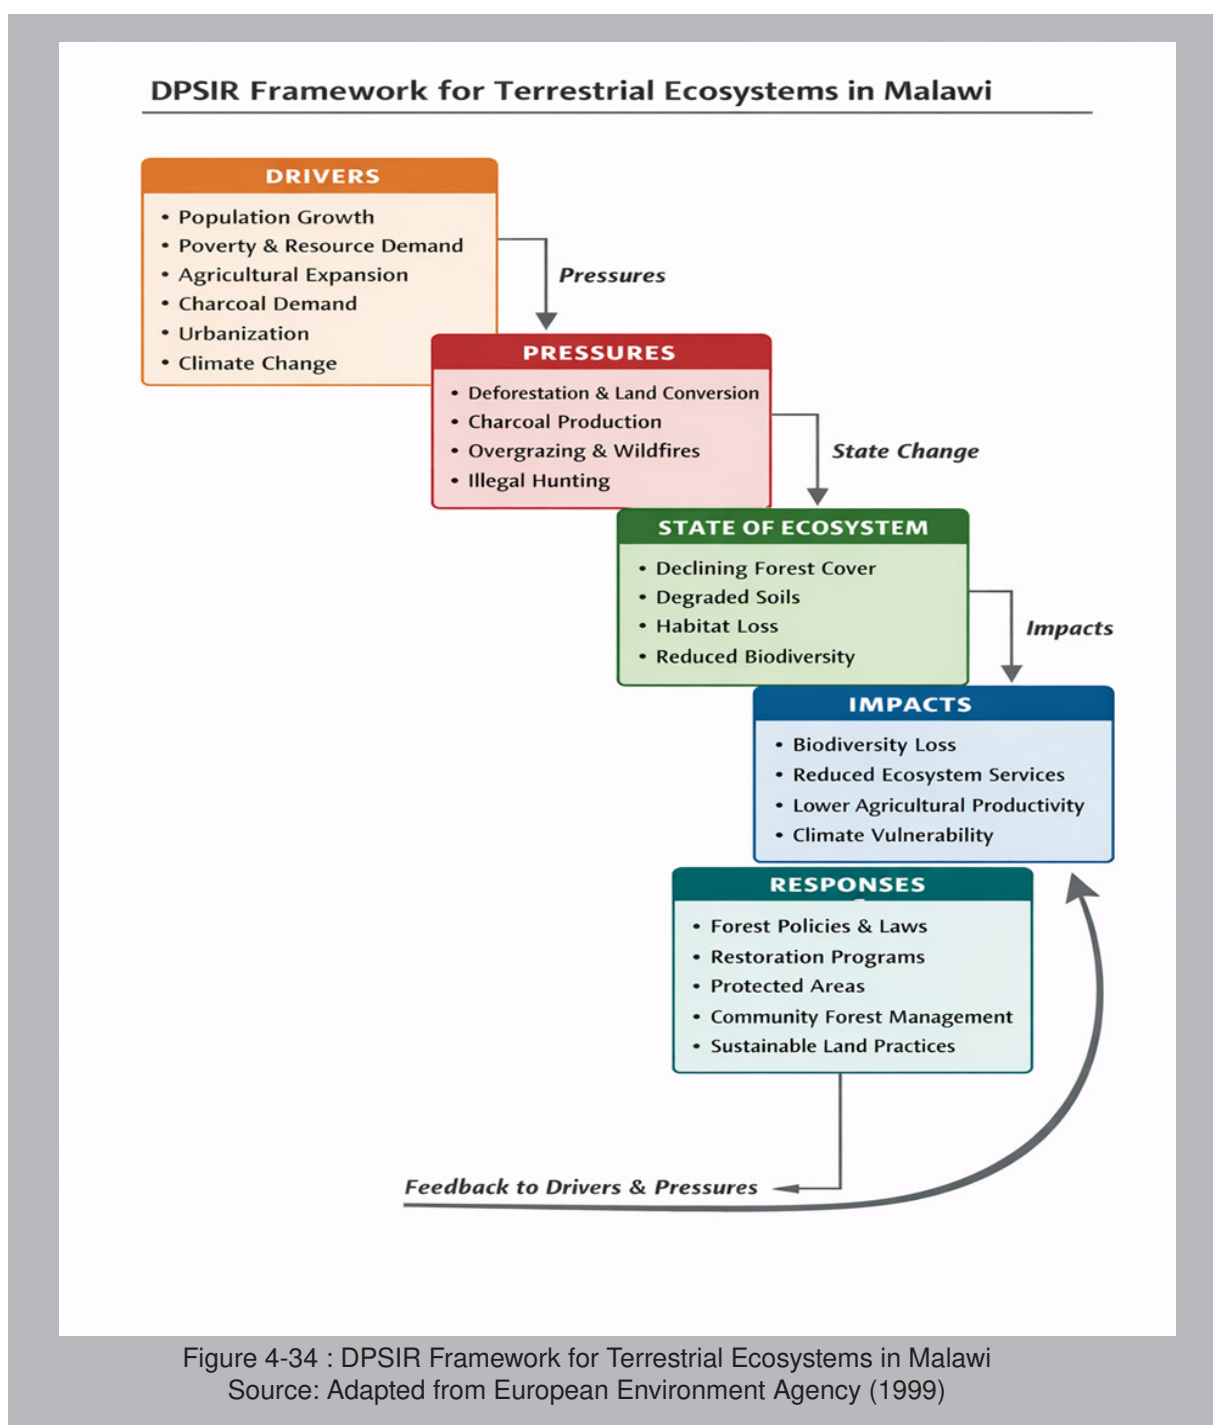 DPSIR Framework for Terrestrial Ecosystems in Malawi
DRIVERS
• Population Growth
• Poverty & Resource Demand
• Agricultural Expansion
• Charcoal Demand
• Urbanization
• Climate Change
Pressures
PRESSURES
• Deforestation & Land Conversion
• Charcoal Production
• Overgrazing & Wildfires
• Illegal Hunting
State Change
STATE OF ECOSYSTEM
• Declining Forest Cover
• Degraded Soils
• Habitat Loss
• Reduced Biodiversity
Impacts
IMPACTS
• Biodiversity Loss
• Reduced Ecosystem Services
• Lower Agricultural Productivity
• Climate Vulnerability
RESPONSES
• Forest Policies & Laws
• Restoration Programs
• Protected Areas
• Community Forest Management
• Sustainable Land Practices
Feedback to Drivers & Pressures
Figure 4-34 : DPSIR Framework for Terrestrial Ecosystems in Malawi
Source: Adapted from European Environment Agency (1999)